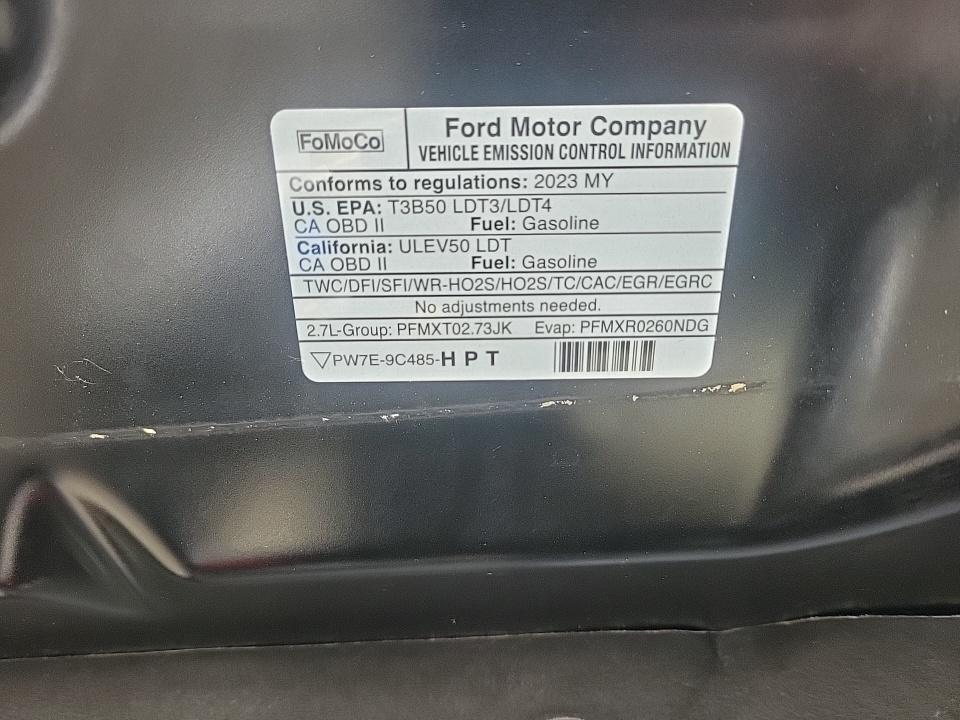 FoMoCo
Ford Motor Company
VEHICLE EMISSION CONTROL INFORMATION
Conforms to regulations: 2023 MY
U.S. EPA: T3B50 LDT3/LDT4
CA OBD II Fuel: Gasoline
California: ULEV50 LDT
CA OBD II Fuel: Gasoline
TWC/DFI/SFI/WR-HO2S/HO2S/TC/CAC/EGR/EGRC
No adjustments needed.
2.7L-Group: PFMXT02.73JK Evap: PFMXR0260NDG
▽PW7E-9C485-H P T